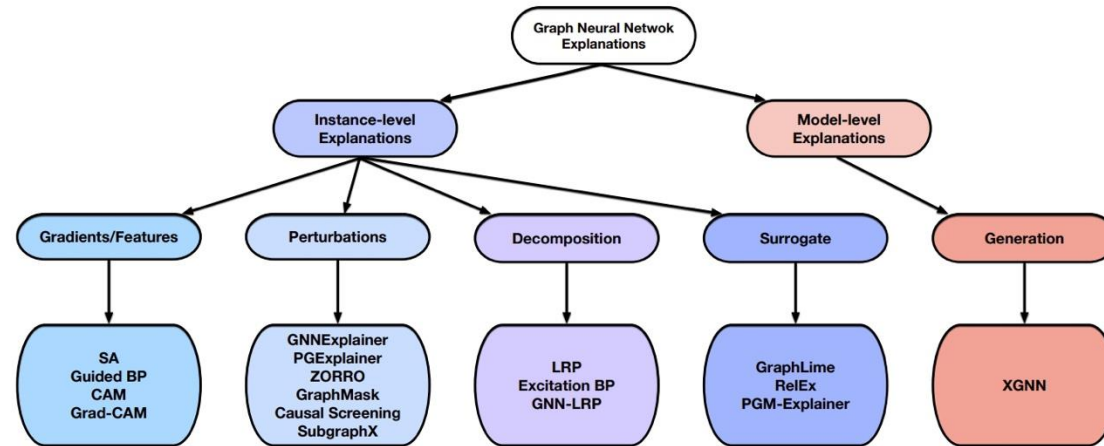 Graph Neural Netwok
Explanations
Instance-level
Explanations
Model-level
Explanations
Gradients/Features
Perturbations
Decomposition
Surrogate
Generation
SA
Guided BP
CAM
Grad-CAM
GNNExplainer
PGExplainer
ZORRO
GraphMask
Causal Screening
SubgraphX
LRP
Excitation BP
GNN-LRP
GraphLime
RelEx
PGM-Explainer
XGNN